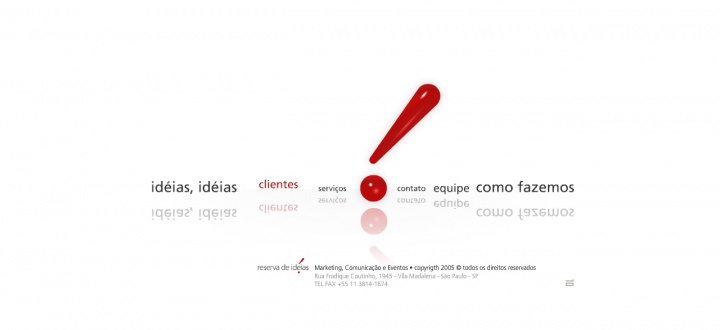 idéias, idéias clientes serviços contato equipe como fazemos
reserva de idéias Marketing, Comunicação e Eventos • copyrigth 2005 © todos os direitos reservados
Rua Fradique Coutinho, 1945 - Vila Madalena - São Paulo - SP
TEL.FAX +55 11 3814-1674